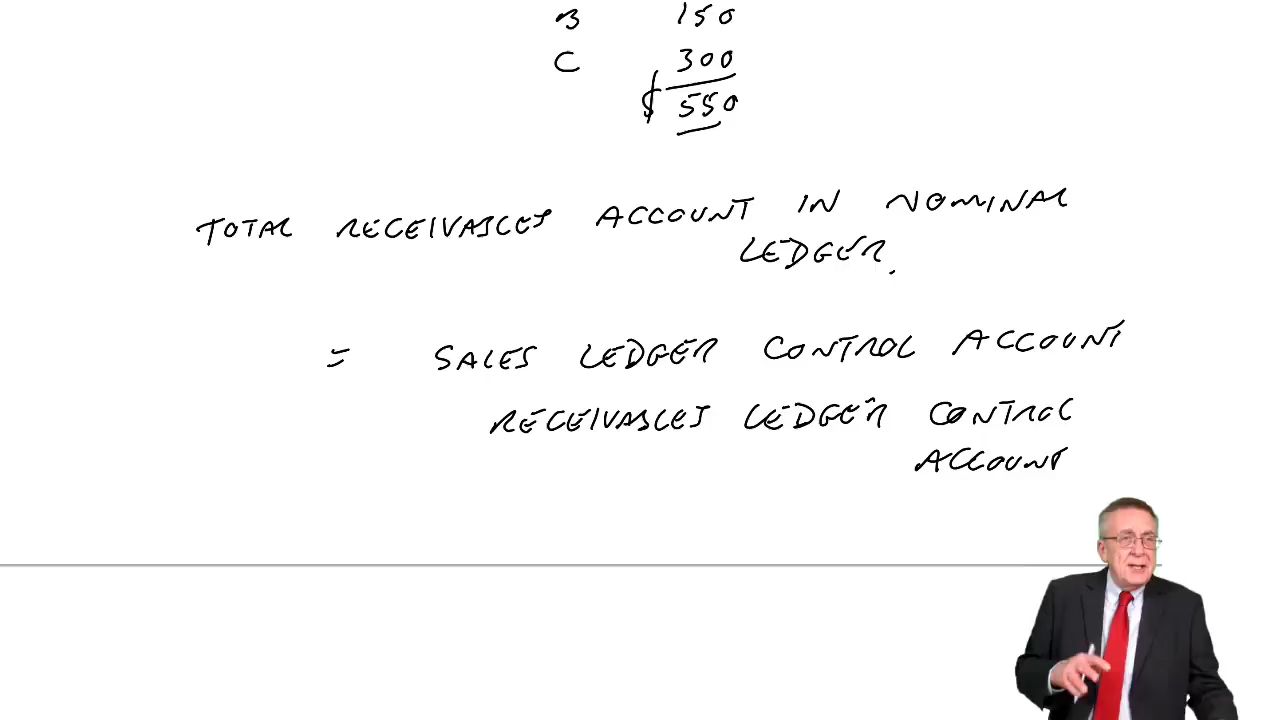 B 150
C 300
$ 550
TOTAL RECEIVABLES ACCOUNT IN NOMINAL
LEDGER.
= SALES LEDGER CONTROL ACCOUNT
RECEIVABLES LEDGER CONTROL
ACCOUNT